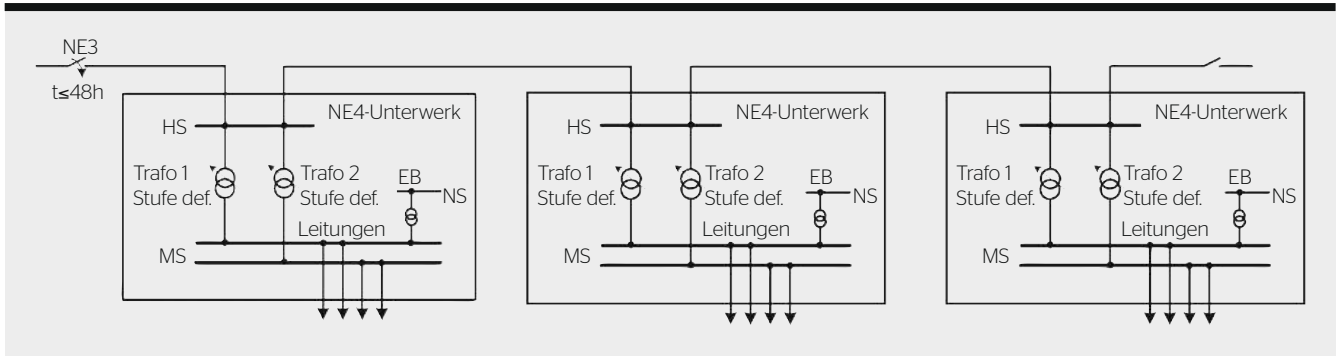 NE3
t≤48h
NE4-Unterwerk
HS
Trafo 1
Stufe def.
Trafo 2
Stufe def.
EB
NS
Leitungen
MS
NE4-Unterwerk
HS
Trafo 1
Stufe def.
Trafo 2
Stufe def.
EB
NS
Leitungen
MS
NE4-Unterwerk
HS
Trafo 1
Stufe def.
Trafo 2
Stufe def.
EB
NS
Leitungen
MS